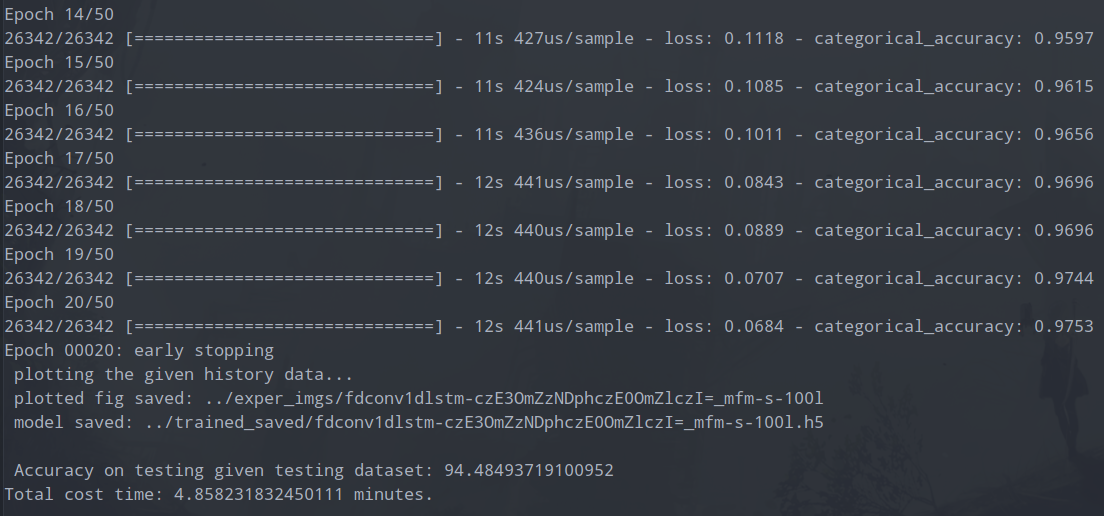 Epoch 14/50
26342/26342 [==============================] - 11s 427us/sample - loss: 0.1118 - categorical_accuracy: 0.9597
Epoch 15/50
26342/26342 [==============================] - 11s 424us/sample - loss: 0.1085 - categorical_accuracy: 0.9615
Epoch 16/50
26342/26342 [==============================] - 11s 436us/sample - loss: 0.1011 - categorical_accuracy: 0.9656
Epoch 17/50
26342/26342 [==============================] - 12s 441us/sample - loss: 0.0843 - categorical_accuracy: 0.9696
Epoch 18/50
26342/26342 [==============================] - 12s 440us/sample - loss: 0.0889 - categorical_accuracy: 0.9696
Epoch 19/50
26342/26342 [==============================] - 12s 440us/sample - loss: 0.0707 - categorical_accuracy: 0.9744
Epoch 20/50
26342/26342 [==============================] - 12s 441us/sample - loss: 0.0684 - categorical_accuracy: 0.9753
Epoch 00020: early stopping
plotting the given history data...
plotted fig saved: ../exper_imgs/fdconv1dlstm-czE3OmZzNDphczE0OmZlczI=_mfm-s-100l
model saved: ../trained_saved/fdconv1dlstm-czE3OmZzNDphczE0OmZlczI=_mfm-s-100l.h5
Accuracy on testing given testing dataset: 94.48493719100952
Total cost time: 4.858231832450111 minutes.